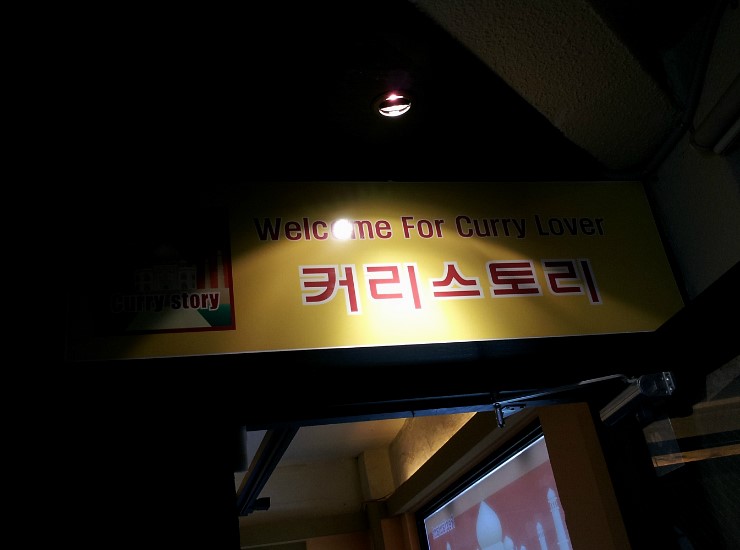 Welcome For Curry Lover
커리스토리
Curry story